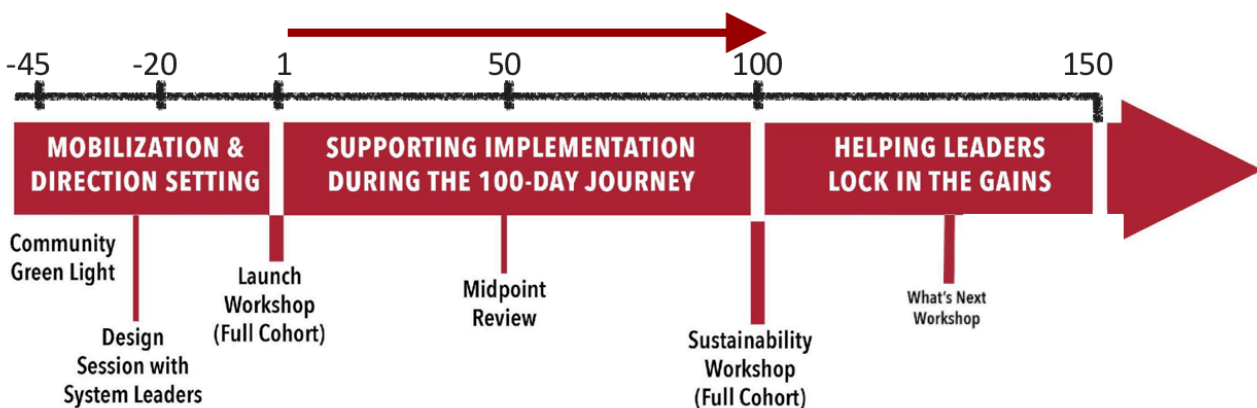 -45 -20 1 50 100 150
MOBILIZATION &
DIRECTION SETTING
SUPPORTING IMPLEMENTATION
DURING THE 100-DAY JOURNEY
HELPING LEADERS
LOCK IN THE GAINS
Community
Green Light
Design
Session with
System Leaders
Launch
Workshop
(Full Cohort)
Midpoint
Review
Sustainability
Workshop
(Full Cohort)
What's Next
Workshop